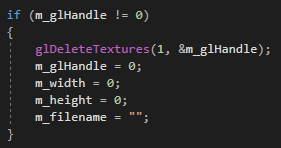 if (m_glHandle != 0)
{
glDeleteTextures(1, &m_glHandle);
m_glHandle = 0;
m_width = 0;
m_height = 0;
m_filename = "";
}